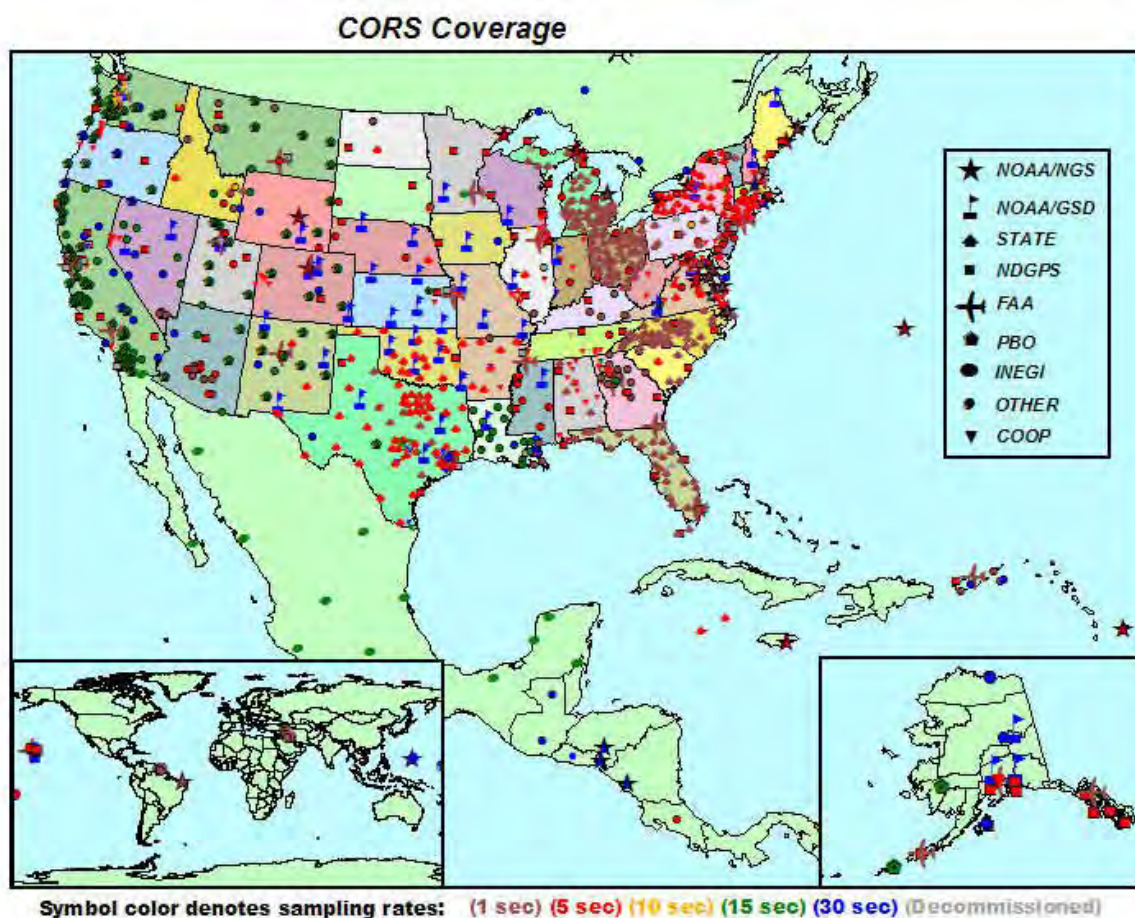 CORS Coverage
NOAA/NGS
NOAA/GSD
STATE
NDGPS
FAA
PBO
INEGI
OTHER
COOP
Symbol color denotes sampling rates: (1 sec) (5 sec) (10 sec) (15 sec) (30 sec) (Decommissioned)